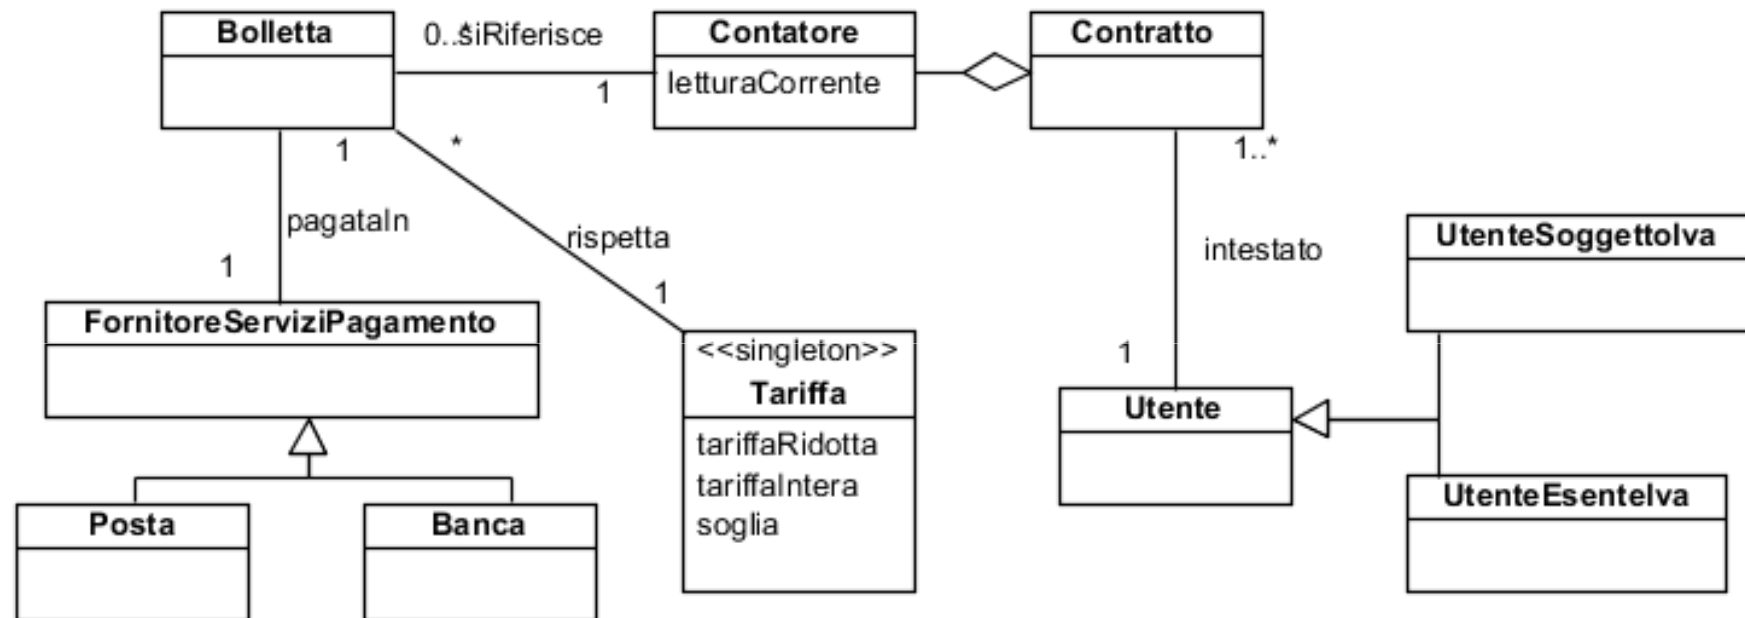 Bolletta
0..*
siRiferisce
Contatore
Contratto
letturaCorrente
1
1
*
1..*
pagataIn
rispetta
intestato
UtenteSoggettoIva
1
1
1
FornitoreServiziPagamento
<<singleton>>
Tariffa
Utente
tariffaRidotta
tariffaIntera
soglia
UtenteEsenteIva
Posta
Banca